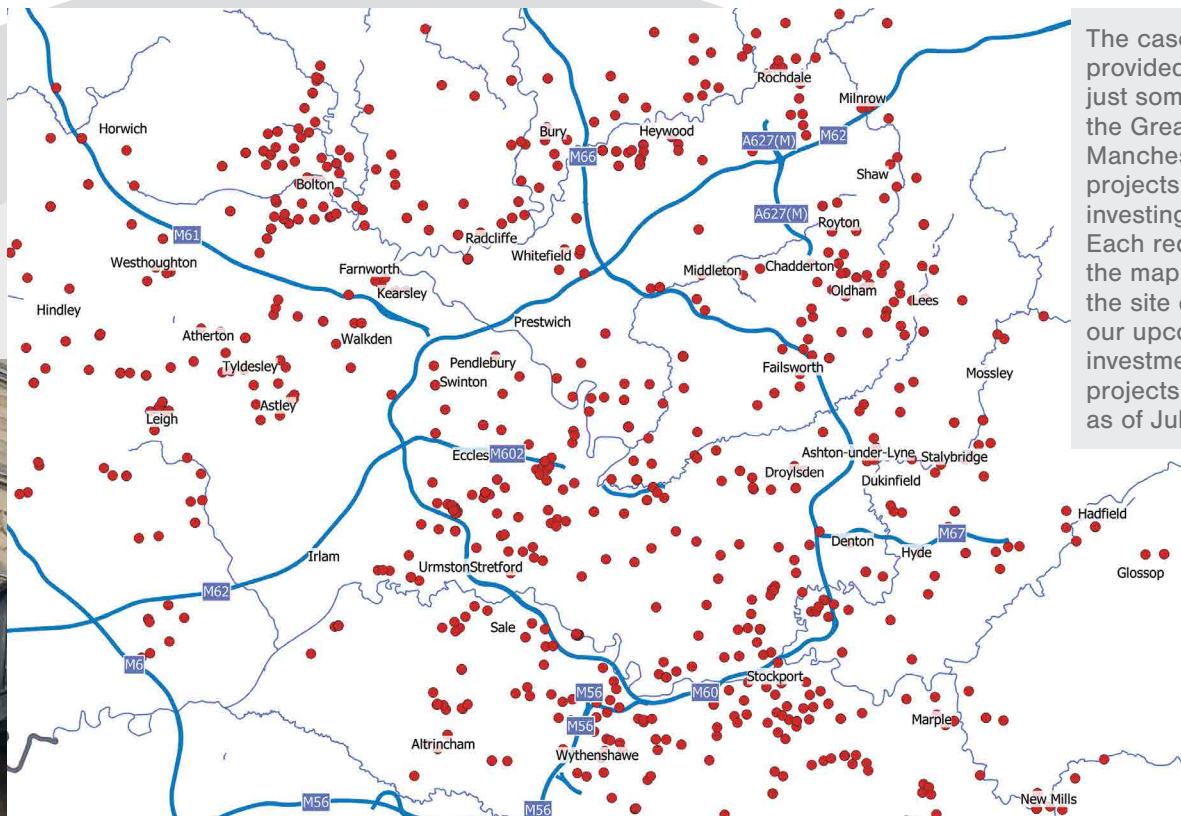 The case
provided
just som
the Grea
Manches
projects
investing
Each rec
the map
the site o
our upco
investme
projects
as of Jul
Rochdale
Milnrow
Horwich
Bury
Heywood
A627(M)
M62
M66
Shaw
Bolton
A627(M)
Royton
M61
Radcliffe
Whitefield
Westhoughton
Farnworth
Middleton
Chadderton
Kearsley
Oldham
Lees
Hindley
Prestwich
Atherton
Walkden
Pendlebury
Tyldesley
Failsworth
Mossley
Swinton
Astley
Leigh
Eccles
M602
Ashton-under-Lyne
Stalybridge
Droylsden
Dukinfield
Hadfield
M67
Denton
Hyde
Irlam
Urmston
Stretford
Glossop
M62
Sale
M6
Stockport
M56
M60
Marple
M56
Altrincham
Wythenshawe
M56
New Mills
M56